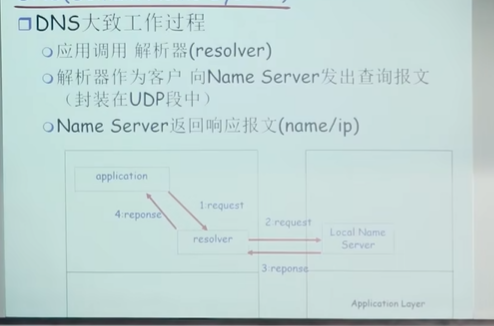 DNS大致工作过程
应用调用 解析器(resolver)
解析器作为客户 向Name Server发出查询报文
（封装在UDP段中）
Name Server返回响应报文(name/ip)
application
1:request
4:reponse
2:request
resolver
Local Name
Server
3:reponse
Application Layer